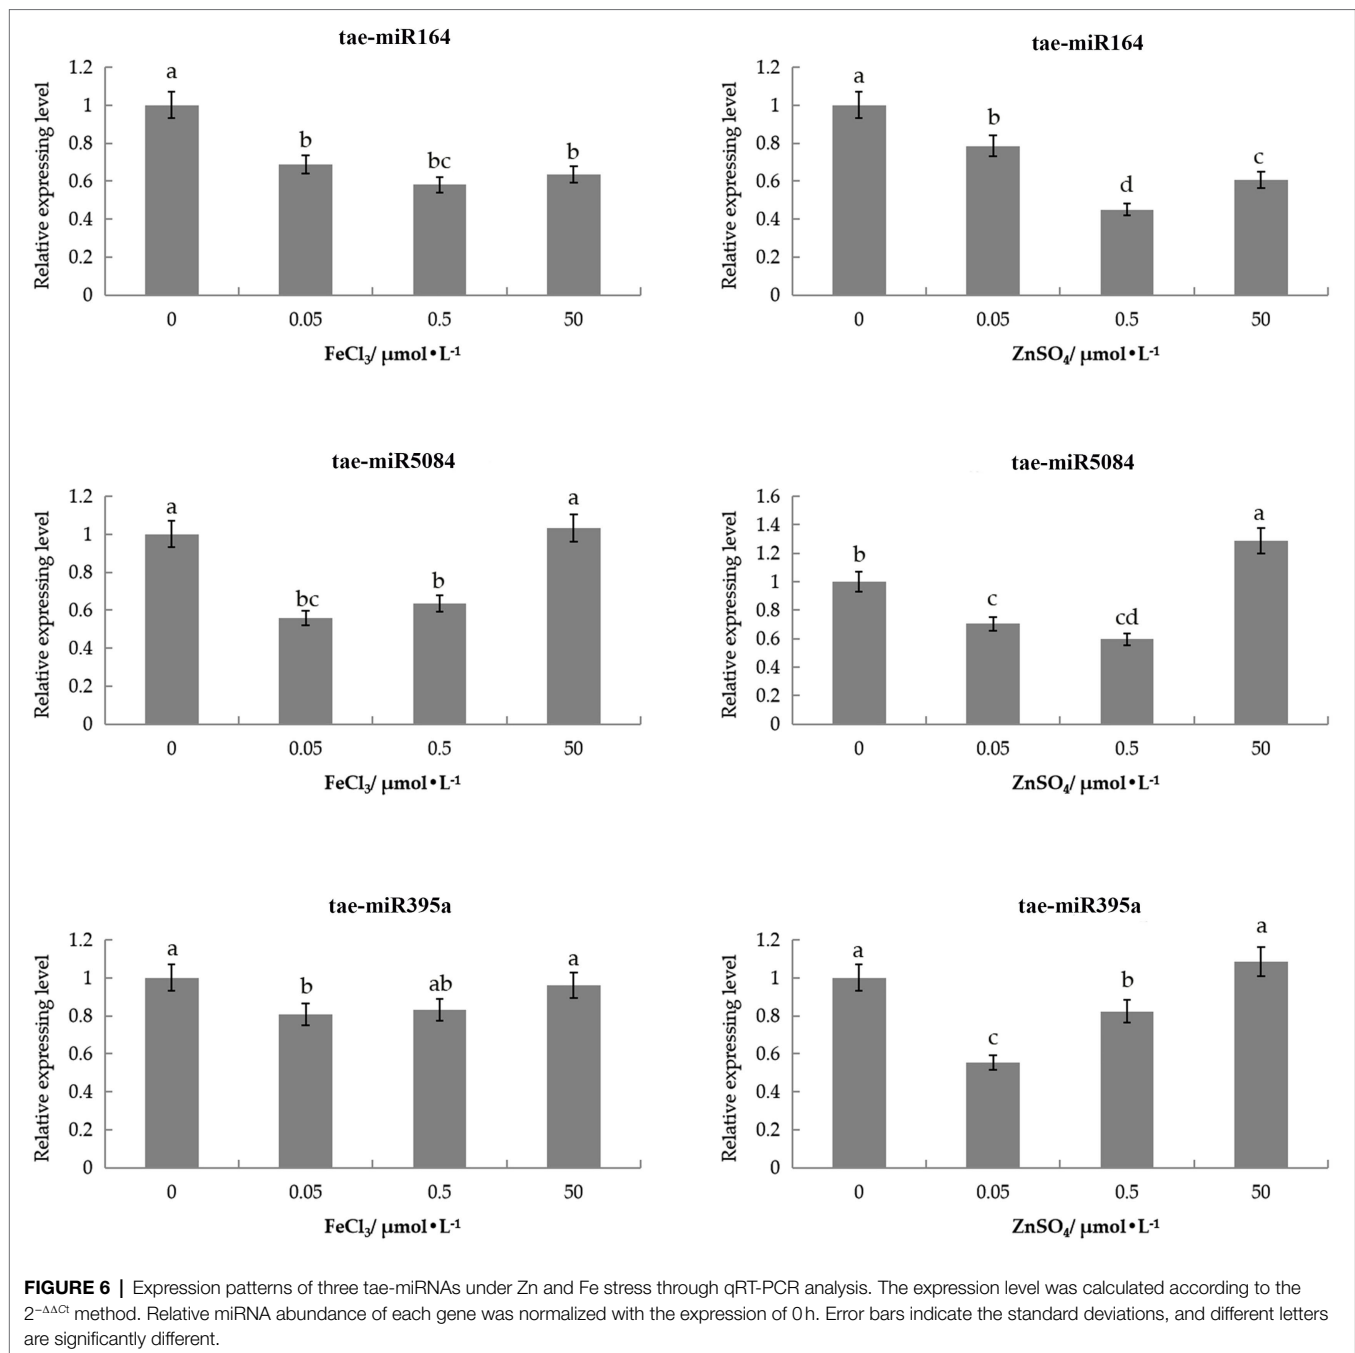 tae-miR164
Relative expressing level
1.2
1
0.8
0.6
0.4
0.2
0
a
b
bc
b
0 0.05 0.5 50
FeCl₃/ μmol•L⁻¹
tae-miR164
Relative expressing level
1.2
1
0.8
0.6
0.4
0.2
0
a
b
d
c
0 0.05 0.5 50
ZnSO₄/ μmol•L⁻¹
tae-miR5084
Relative expressing level
1.2
1
0.8
0.6
0.4
0.2
0
a
bc
b
a
0 0.05 0.5 50
FeCl₃/ μmol•L⁻¹
tae-miR5084
Relative expressing level
1.6
1.4
1.2
1
0.8
0.6
0.4
0.2
0
b
c
cd
a
0 0.05 0.5 50
ZnSO₄/ μmol•L⁻¹
tae-miR395a
Relative expressing level
1.2
1
0.8
0.6
0.4
0.2
0
a
b
ab
a
0 0.05 0.5 50
FeCl₃/ μmol•L⁻¹
tae-miR395a
Relative expressing level
1.2
1
0.8
0.6
0.4
0.2
0
a
c
b
a
0 0.05 0.5 50
ZnSO₄/ μmol•L⁻¹
FIGURE 6 | Expression patterns of three tae-miRNAs under Zn and Fe stress through qRT-PCR analysis. The expression level was calculated according to the
2⁻ΔΔCt method. Relative miRNA abundance of each gene was normalized with the expression of 0 h. Error bars indicate the standard deviations, and different letters
are significantly different.